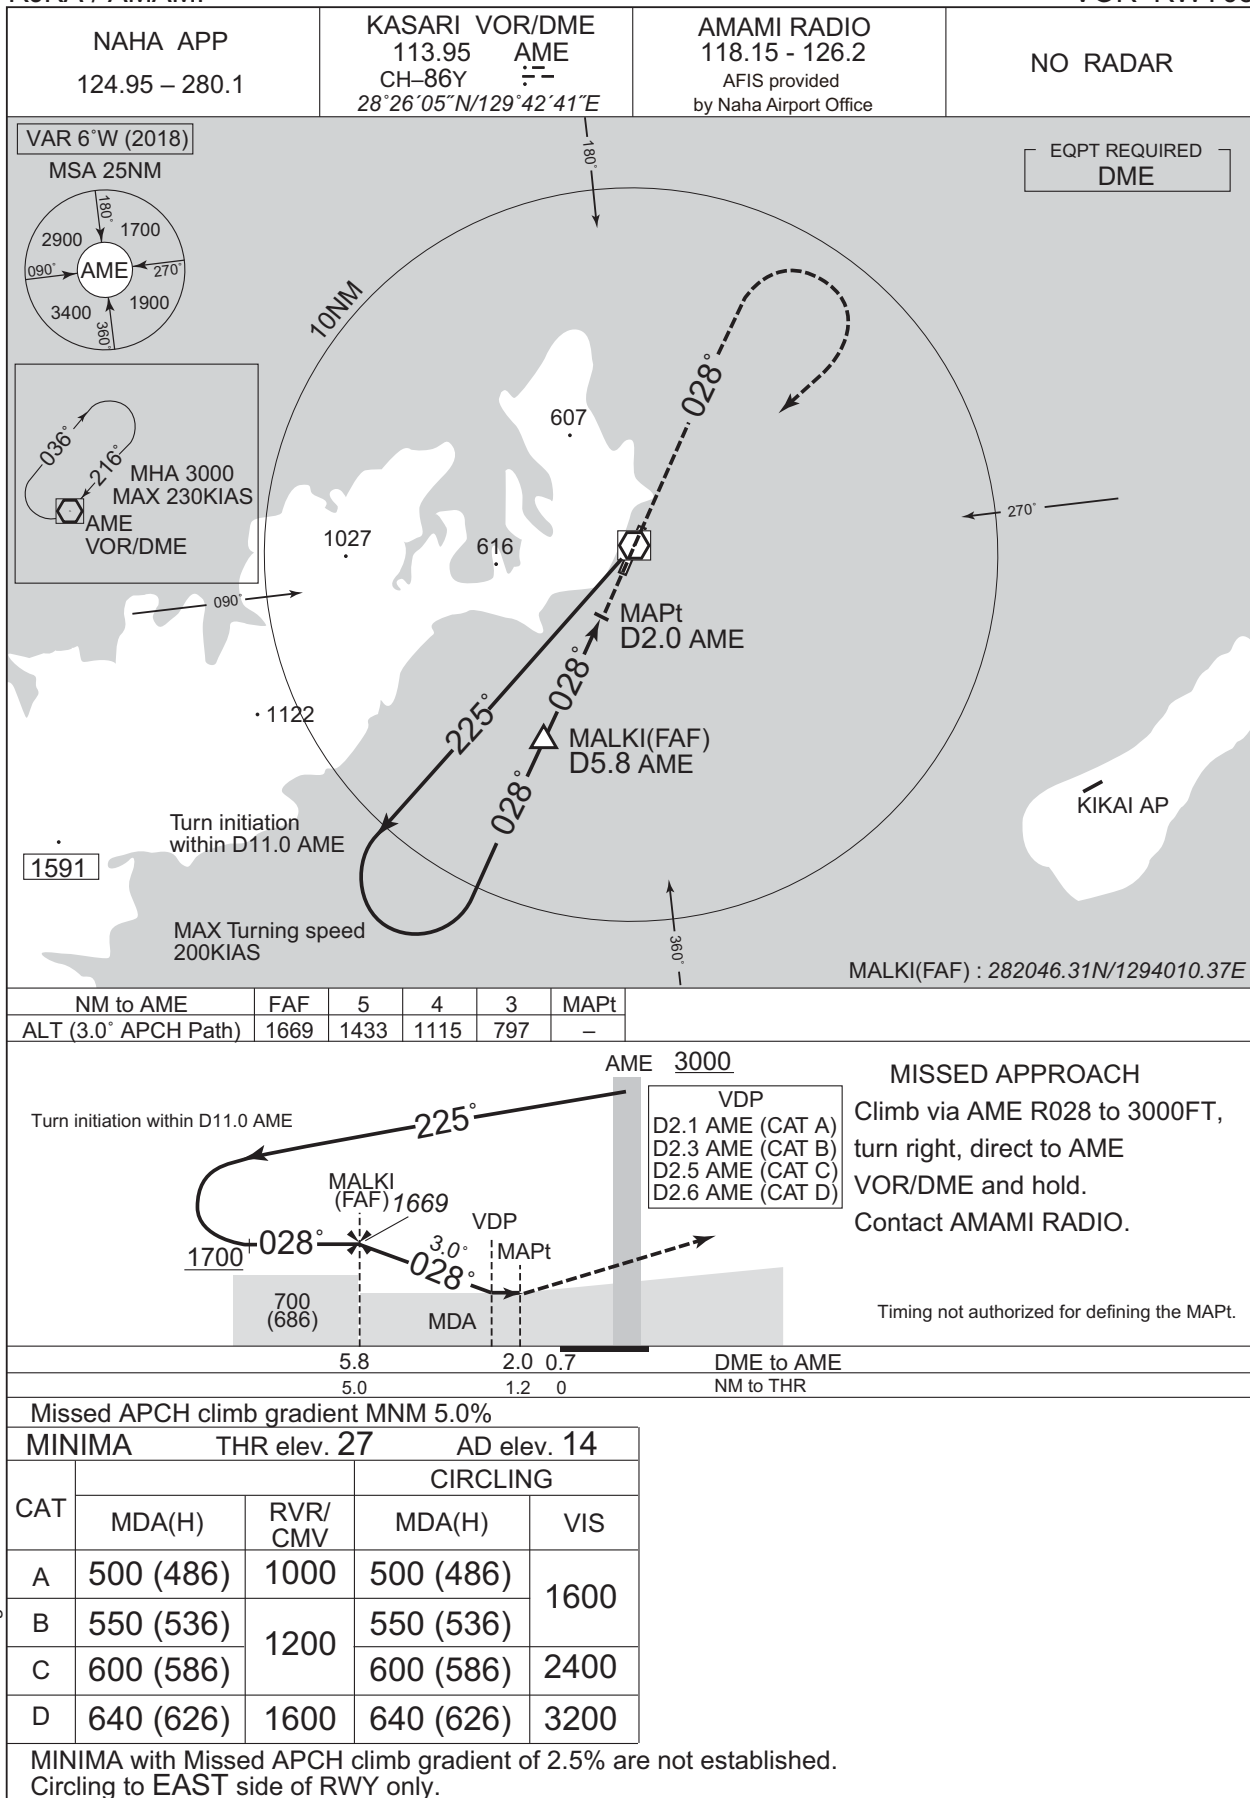 NAHA APP
124.95 – 280.1
KASARI VOR/DME
113.95 AME
CH–86Y
28°26´05˝N/129°42´41˝E
AMAMI RADIO
118.15 - 126.2
AFIS provided
by Naha Airport Office
NO RADAR
VAR 6˚W (2018)
MSA 25NM
180˚
2900
1700
090˚
AME
270˚
3400
1900
360˚
EQPT REQUIRED
DME
180˚
10NM
028˚
036˚
216˚
MHA 3000
MAX 230KIAS
AME
VOR/DME
607
1027
616
270˚
090˚
MAPt
D2.0 AME
028˚
1122
225˚
MALKI(FAF)
D5.8 AME
028˚
KIKAI AP
Turn initiation
within D11.0 AME
1591
MAX Turning speed
200KIAS
360˚
MALKI(FAF) : 282046.31N/1294010.37E
NM to AME FAF 5 4 3 MAPt
ALT (3.0˚ APCH Path) 1669 1433 1115 797 –
AME 3000
Turn initiation within D11.0 AME
225˚
VDP
D2.1 AME (CAT A)
D2.3 AME (CAT B)
D2.5 AME (CAT C)
D2.6 AME (CAT D)
MISSED APPROACH
Climb via AME R028 to 3000FT,
turn right, direct to AME
VOR/DME and hold.
Contact AMAMI RADIO.
MALKI
(FAF) 1669
VDP
MAPt
1700 028˚
3.0˚
028˚
700
(686)
MDA
Timing not authorized for defining the MAPt.
5.8 2.0 0.7 DME to AME
5.0 1.2 0 NM to THR
Missed APCH climb gradient MNM 5.0%
MINIMA THR elev. 27 AD elev. 14
CAT CIRCLING
MDA(H) RVR/CMV MDA(H) VIS
A 500 (486) 1000 500 (486) 1600
B 550 (536) 1200 550 (536)
C 600 (586) 600 (586) 2400
D 640 (626) 1600 640 (626) 3200
MINIMA with Missed APCH climb gradient of 2.5% are not established.
Circling to EAST side of RWY only.